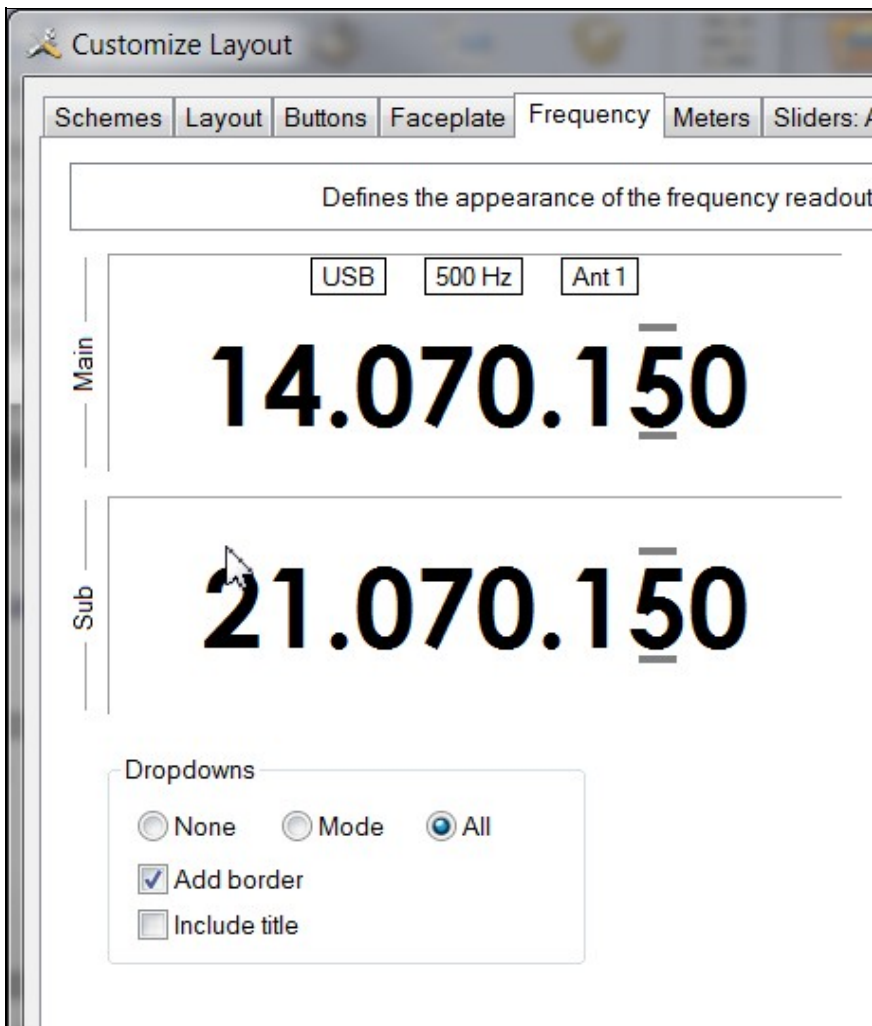 Customize Layout
Schemes Layout Buttons Faceplate Frequency Meters Sliders:
Defines the appearance of the frequency readout
USB 500 Hz Ant 1
Main
14.070.150
Sub
21.070.150
Dropdowns
None Mode All
Add border
Include title